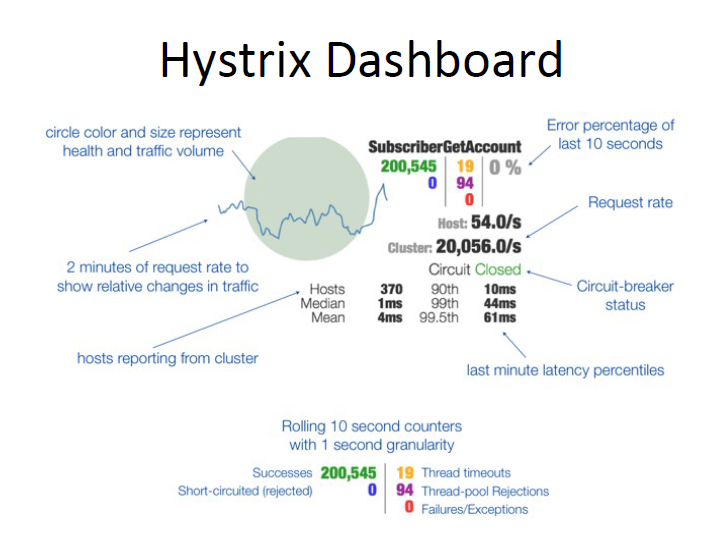 Hystrix Dashboard
circle color and size represent
health and traffic volume
SubscriberGetAccount
200,545 19 0 %
0 94
0
Error percentage of
last 10 seconds
Host: 54.0/s
Request rate
Cluster: 20,056.0/s
Circuit Closed
2 minutes of request rate to
show relative changes in traffic
Hosts 370 90th 10ms
Median 1ms 99th 44ms
Mean 4ms 99.5th 61ms
Circuit-breaker
status
hosts reporting from cluster
last minute latency percentiles
Rolling 10 second counters
with 1 second granularity
Successes 200,545 19 Thread timeouts
Short-circuited (rejected) 0 94 Thread-pool Rejections
0 Failures/Exceptions